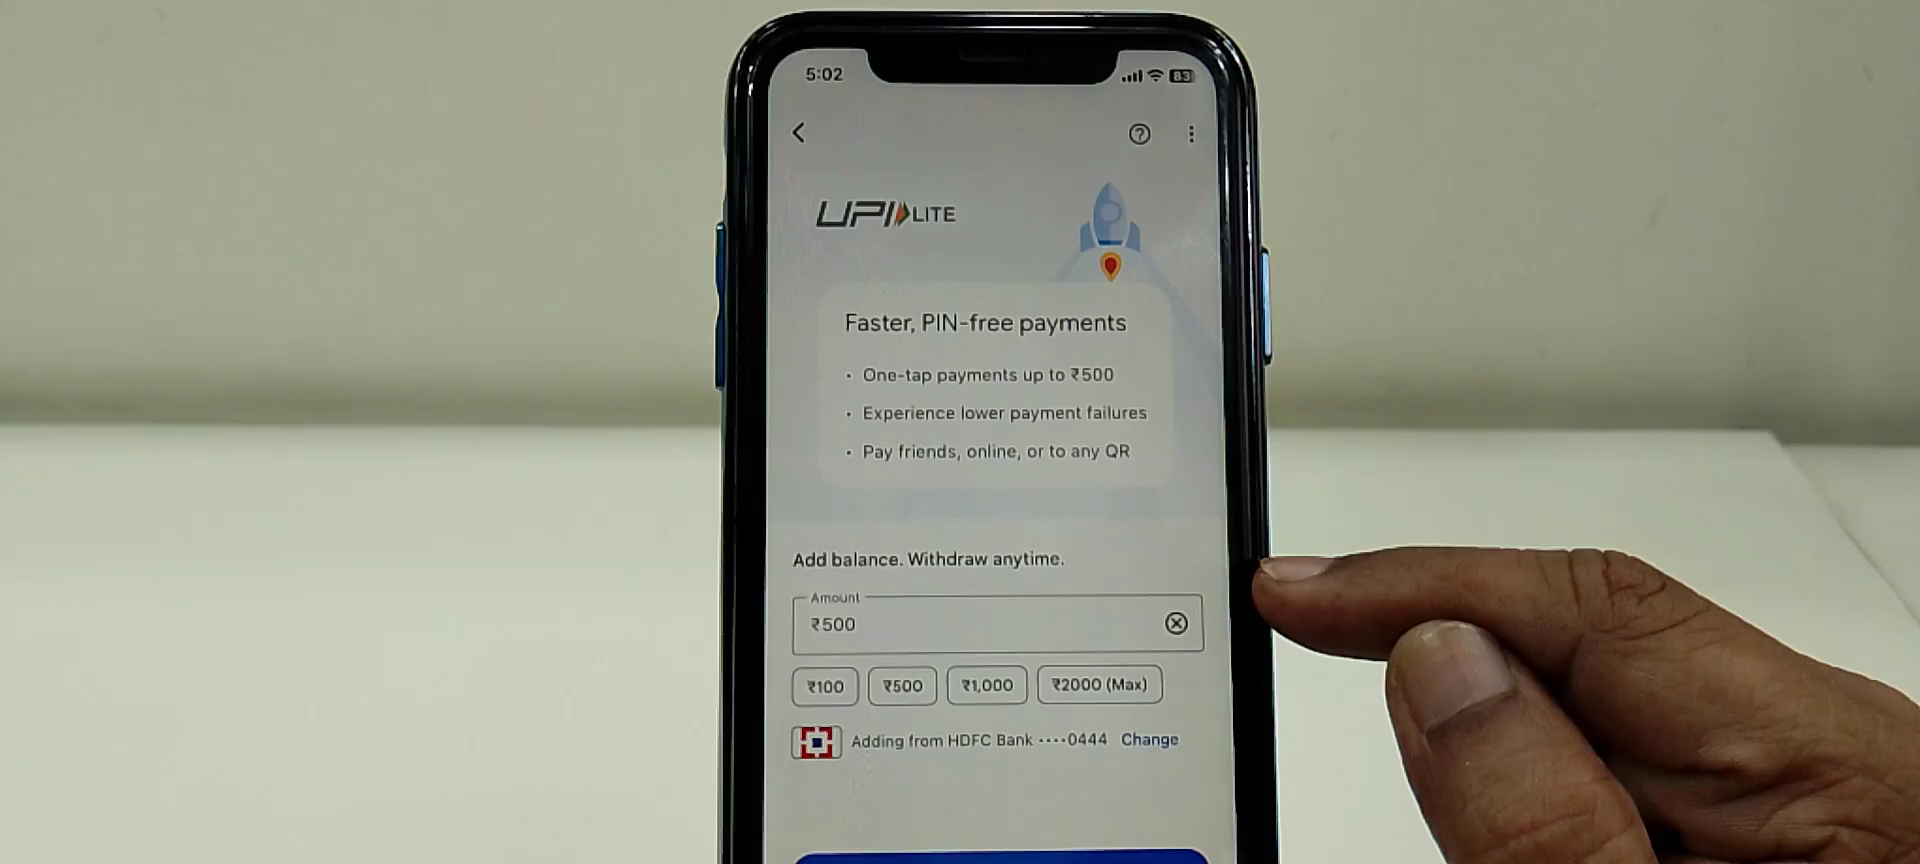 5:02
83
UPI LITE
Faster, PIN-free payments
• One-tap payments up to ₹500
• Experience lower payment failures
• Pay friends, online, or to any QR
Add balance. Withdraw anytime.
Amount
₹500
₹100 ₹500 ₹1,000 ₹2000 (Max)
Adding from HDFC Bank ····0444 Change